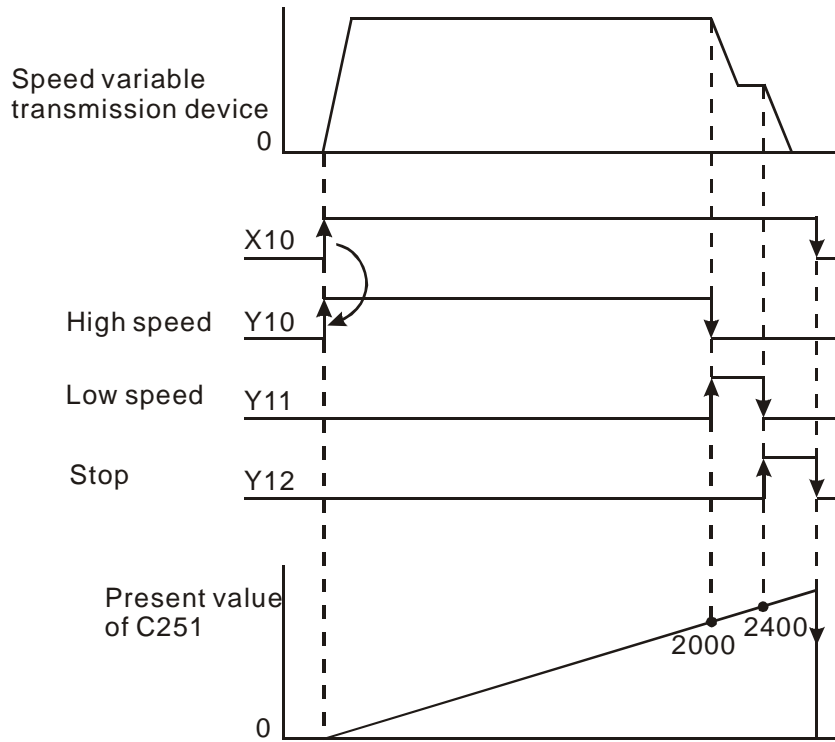 Speed variable
transmission device
0
X10
High speed Y10
Low speed Y11
Stop Y12
Present value
of C251
2000 2400
0